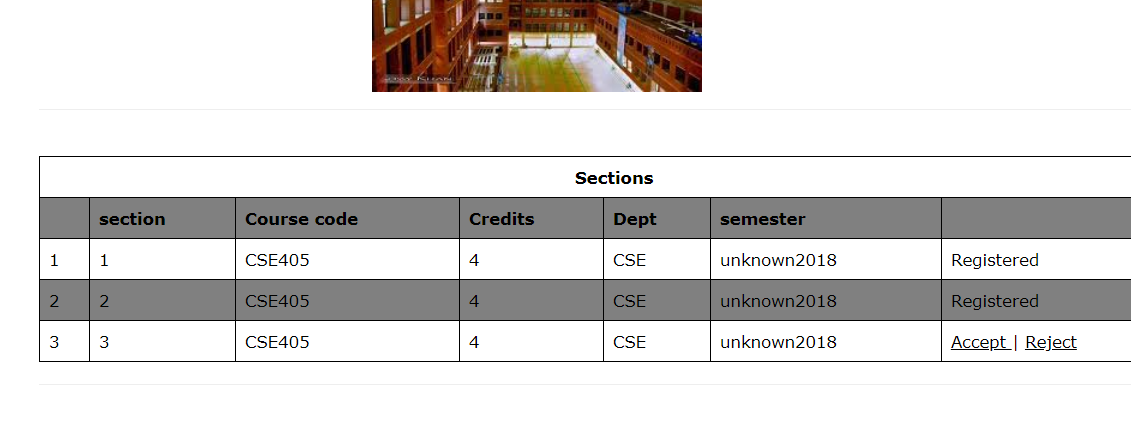 Sections
section Course code Credits Dept semester
1 1 CSE405 4 CSE unknown2018 Registered
2 2 CSE405 4 CSE unknown2018 Registered
3 3 CSE405 4 CSE unknown2018 Accept | Reject